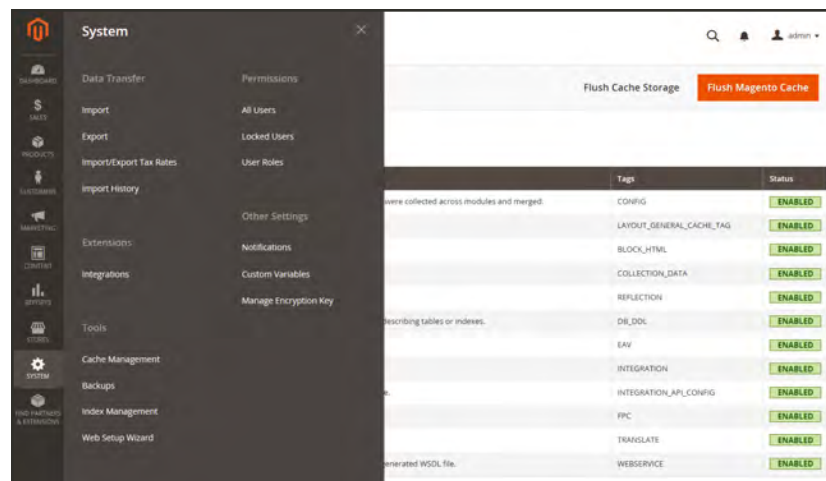 System
admin
DASHBOARD
SALES
PRODUCTS
CUSTOMERS
MARKETING
CONTENT
REPORTS
STORES
SYSTEM
FIND PARTNERS
& EXTENSIONS
Data Transfer
Import
Export
Import/Export Tax Rates
Import History
Extensions
Integrations
Tools
Cache Management
Backups
Index Management
Web Setup Wizard
Permissions
All Users
Locked Users
User Roles
Other Settings
Notifications
Custom Variables
Manage Encryption Key
Flush Cache Storage
Flush Magento Cache
Tags Status
were collected across modules and merged. CONFIG ENABLED
LAYOUT_GENERAL_CACHE_TAG ENABLED
BLOCK_HTML ENABLED
COLLECTION_DATA ENABLED
REFLECTION ENABLED
describing tables or indexes. DB_DDL ENABLED
EAV ENABLED
INTEGRATION ENABLED
e. INTEGRATION_API_CONFIG ENABLED
FPC ENABLED
TRANSLATE ENABLED
enerated WSDL file. WEBSERVICE ENABLED